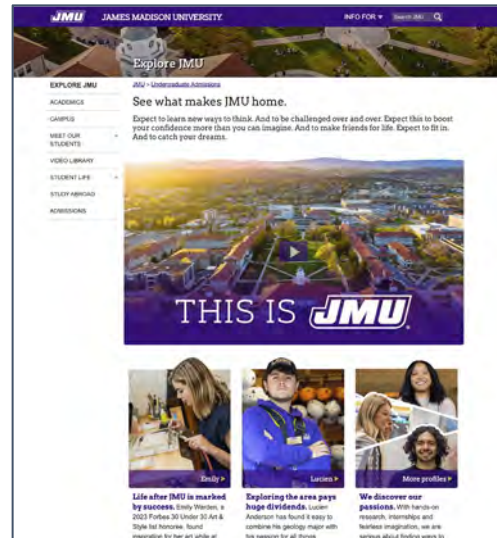 JMU JAMES MADISON UNIVERSITY. INFO FOR ▼ Search JMU
Explore JMU
EXPLORE JMU
ACADEMICS
CAMPUS
MEET OUR
STUDENTS
VIDEO LIBRARY
STUDENT LIFE
STUDY ABROAD
ADMISSIONS
JMU > Undergraduate Admissions
See what makes JMU home.
Expect to learn new ways to think. And to be challenged over and over. Expect this to boost
your confidence more than you can imagine. And to make friends for life. Expect to fit in.
And to catch your dreams.
THIS IS JMU
Emily >
Life after JMU is marked
by success. Emily Warden, a
2023 Forbes 30 Under 30 Art &
Style list honoree, found
inspiration for her art while at
Lucien >
Exploring the area pays
huge dividends. Lucien
Anderson has found it easy to
combine his geology major with
his passion for all things
More profiles >
We discover our
passions. With hands-on
research, internships and
fearless imagination, we are
serious about finding ways to